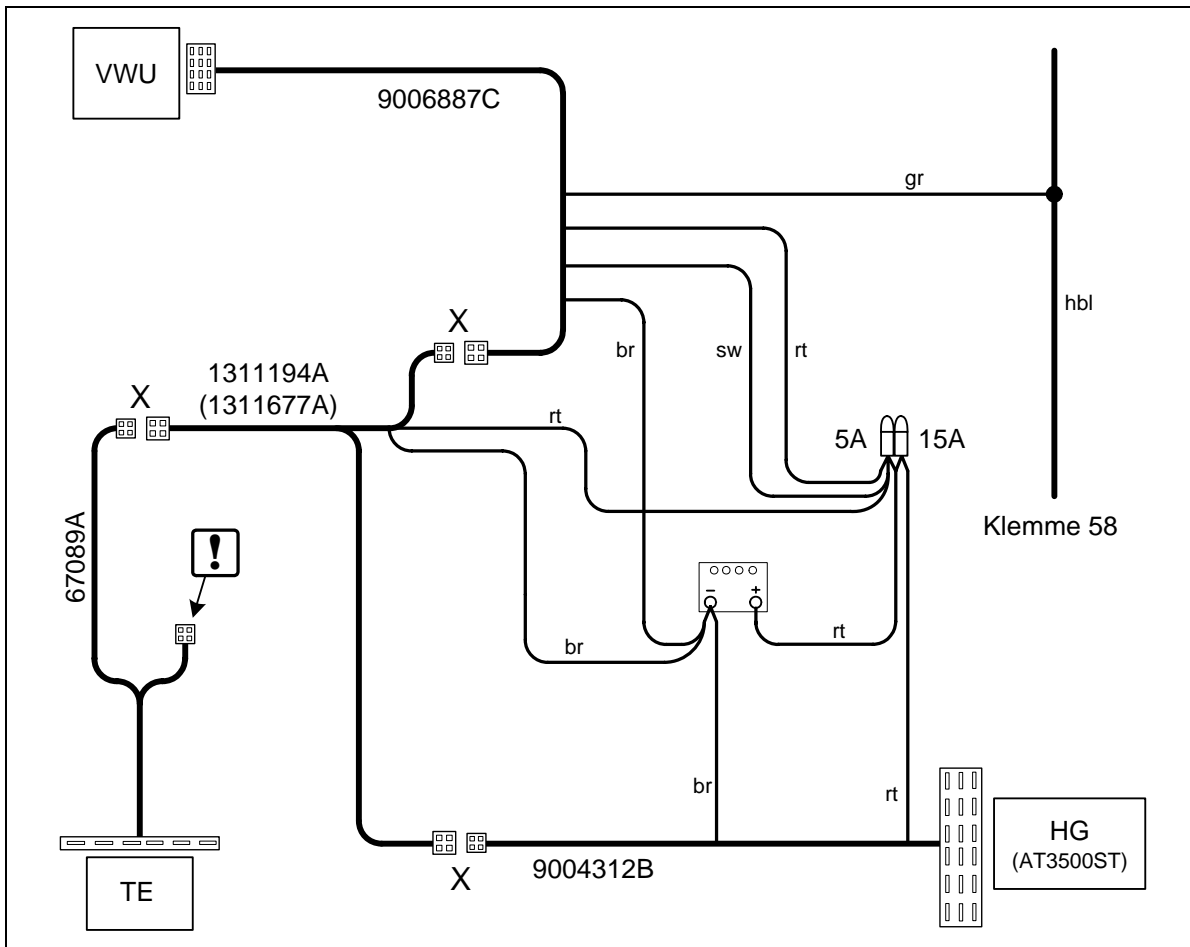 VWU
9006887C
gr
hbl
X
br
sw
rt
1311194A
(1311677A)
X
rt
5A
15A
Klemme 58
67089A
!
–
+
rt
br
br
rt
HG
(AT3500ST)
TE
X
9004312B